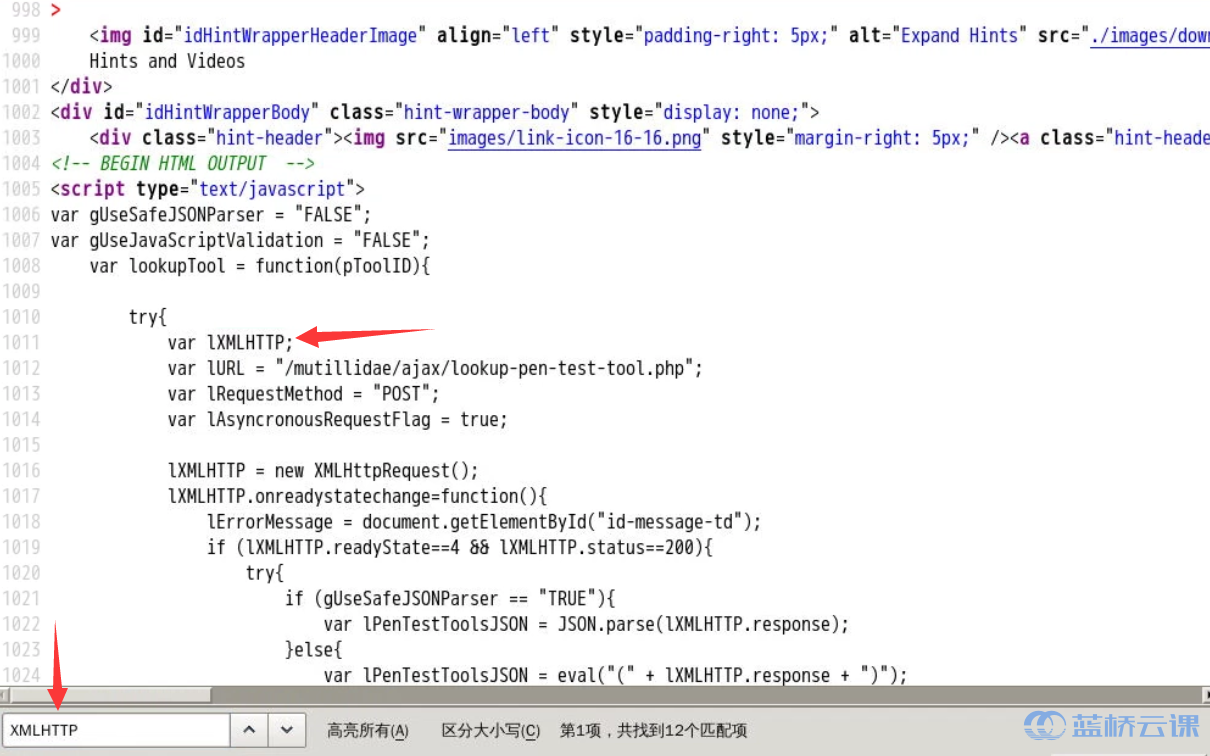 998 >
999 <img id="idHintWrapperHeaderImage" align="left" style="padding-right: 5px;" alt="Expand Hints" src="./images/dow
1000 Hints and Videos
1001 </div>
1002 <div id="idHintWrapperBody" class="hint-wrapper-body" style="display: none;">
1003 <div class="hint-header"><img src="images/link-icon-16-16.png" style="margin-right: 5px;" /><a class="hint-heade
1004 <!-- BEGIN HTML OUTPUT  -->
1005 <script type="text/javascript">
1006 var gUseSafeJSONParser = "FALSE";
1007 var gUseJavaScriptValidation = "FALSE";
1008 var lookupTool = function(pToolID){
1009
1010 try{
1011 var lXMLHTTP;
1012 var lURL = "/mutillidae/ajax/lookup-pen-test-tool.php";
1013 var lRequestMethod = "POST";
1014 var lAsyncronousRequestFlag = true;
1015
1016 lXMLHTTP = new XMLHttpRequest();
1017 lXMLHTTP.onreadystatechange=function(){
1018 lErrorMessage = document.getElementById("id-message-td");
1019 if (lXMLHTTP.readyState==4 && lXMLHTTP.status==200){
1020 try{
1021 if (gUseSafeJSONParser == "TRUE"){
1022 var lPenTestToolsJSON = JSON.parse(lXMLHTTP.response);
1023 }else{
1024 var lPenTestToolsJSON = eval("(" + lXMLHTTP.response + ")");
XMLHTTP 高亮所有(A) 区分大小写(C) 第1项，共找到12个匹配项
蓝桥云课